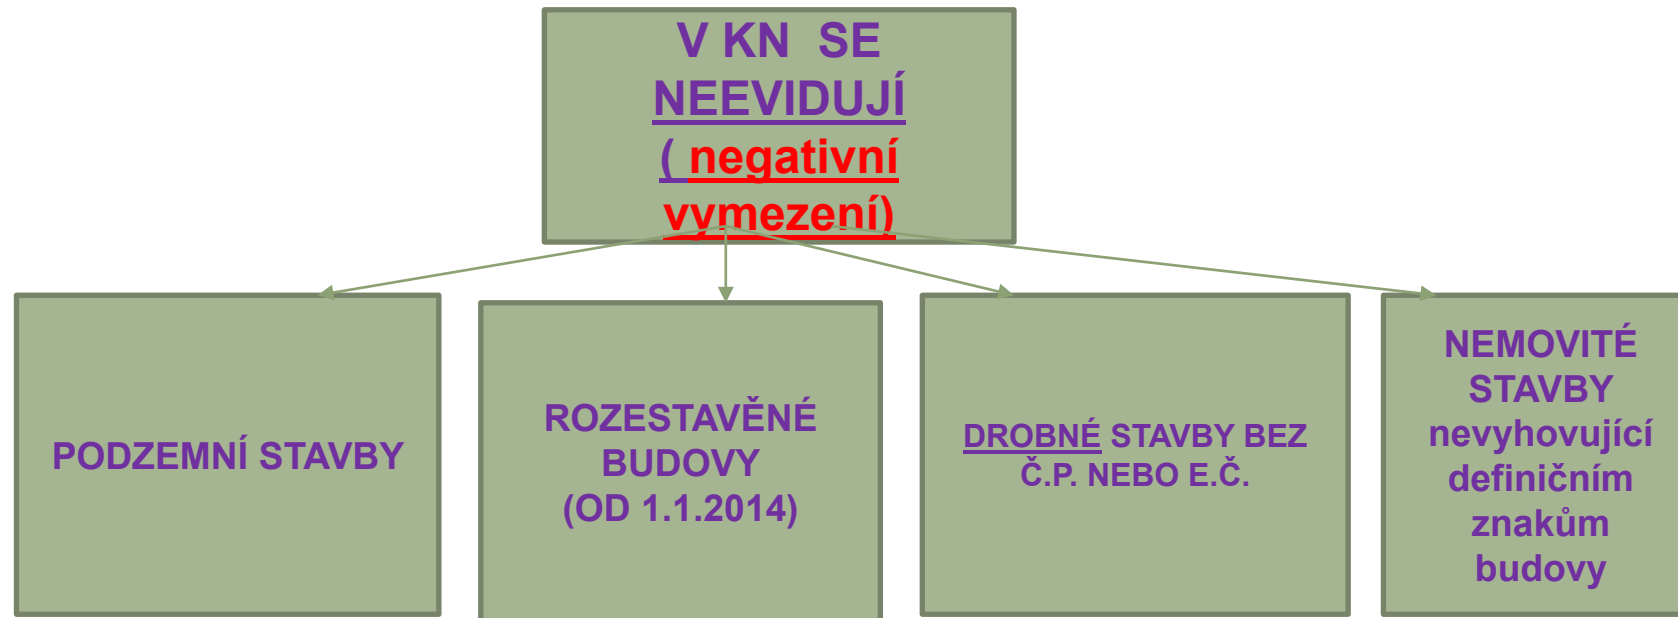 V KN SE
NEEVIDUJÍ
( negativní
vymezení)
PODZEMNÍ STAVBY
ROZESTAVĚNÉ
BUDOVY
(OD 1.1.2014)
DROBNÉ STAVBY BEZ
Č.P. NEBO E.Č.
NEMOVITÉ
STAVBY
nevyhovující
definičním
znakům
budovy